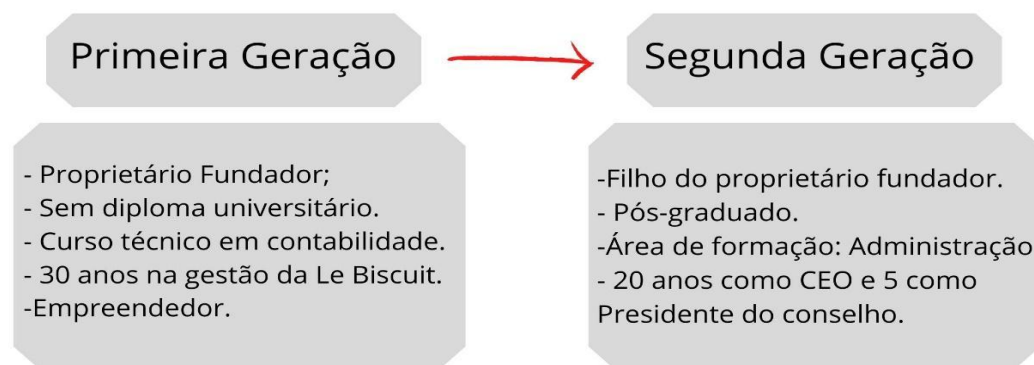 Primeira Geração
Segunda Geração
- Proprietário Fundador;
- Sem diploma universitário.
- Curso técnico em contabilidade.
- 30 anos na gestão da Le Biscuit.
-Empreendedor.
-Filho do proprietário fundador.
- Pós-graduado.
-Área de formação: Administração
- 20 anos como CEO e 5 como
Presidente do conselho.